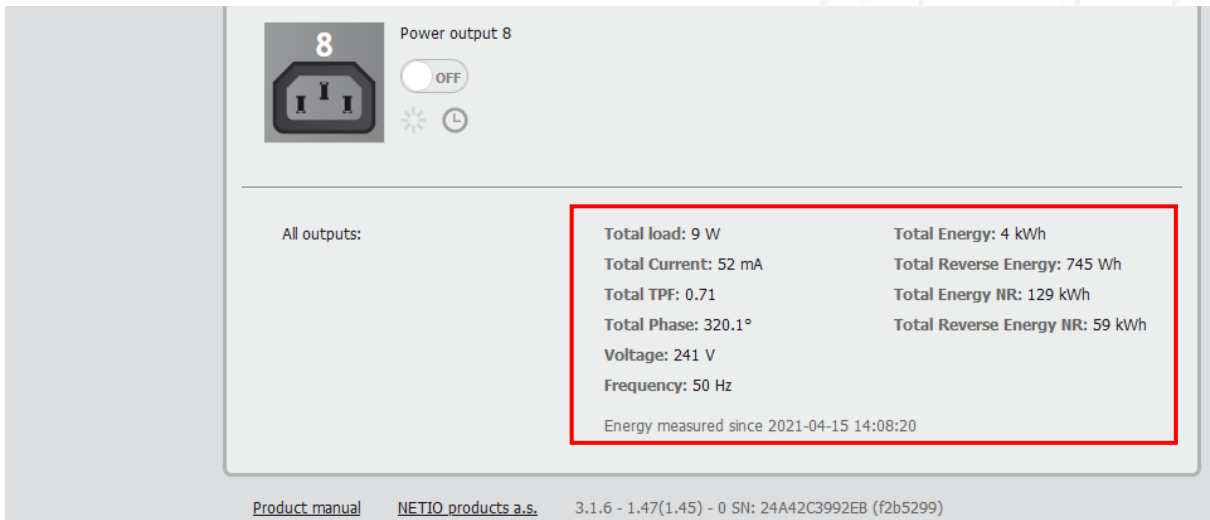 8
Power output 8
OFF
All outputs:
Total load: 9 W
Total Current: 52 mA
Total TPF: 0.71
Total Phase: 320.1°
Voltage: 241 V
Frequency: 50 Hz
Total Energy: 4 kWh
Total Reverse Energy: 745 Wh
Total Energy NR: 129 kWh
Total Reverse Energy NR: 59 kWh
Energy measured since 2021-04-15 14:08:20
Product manual NETIO products a.s. 3.1.6 - 1.47(1.45) - 0 SN: 24A42C3992EB (f2b5299)